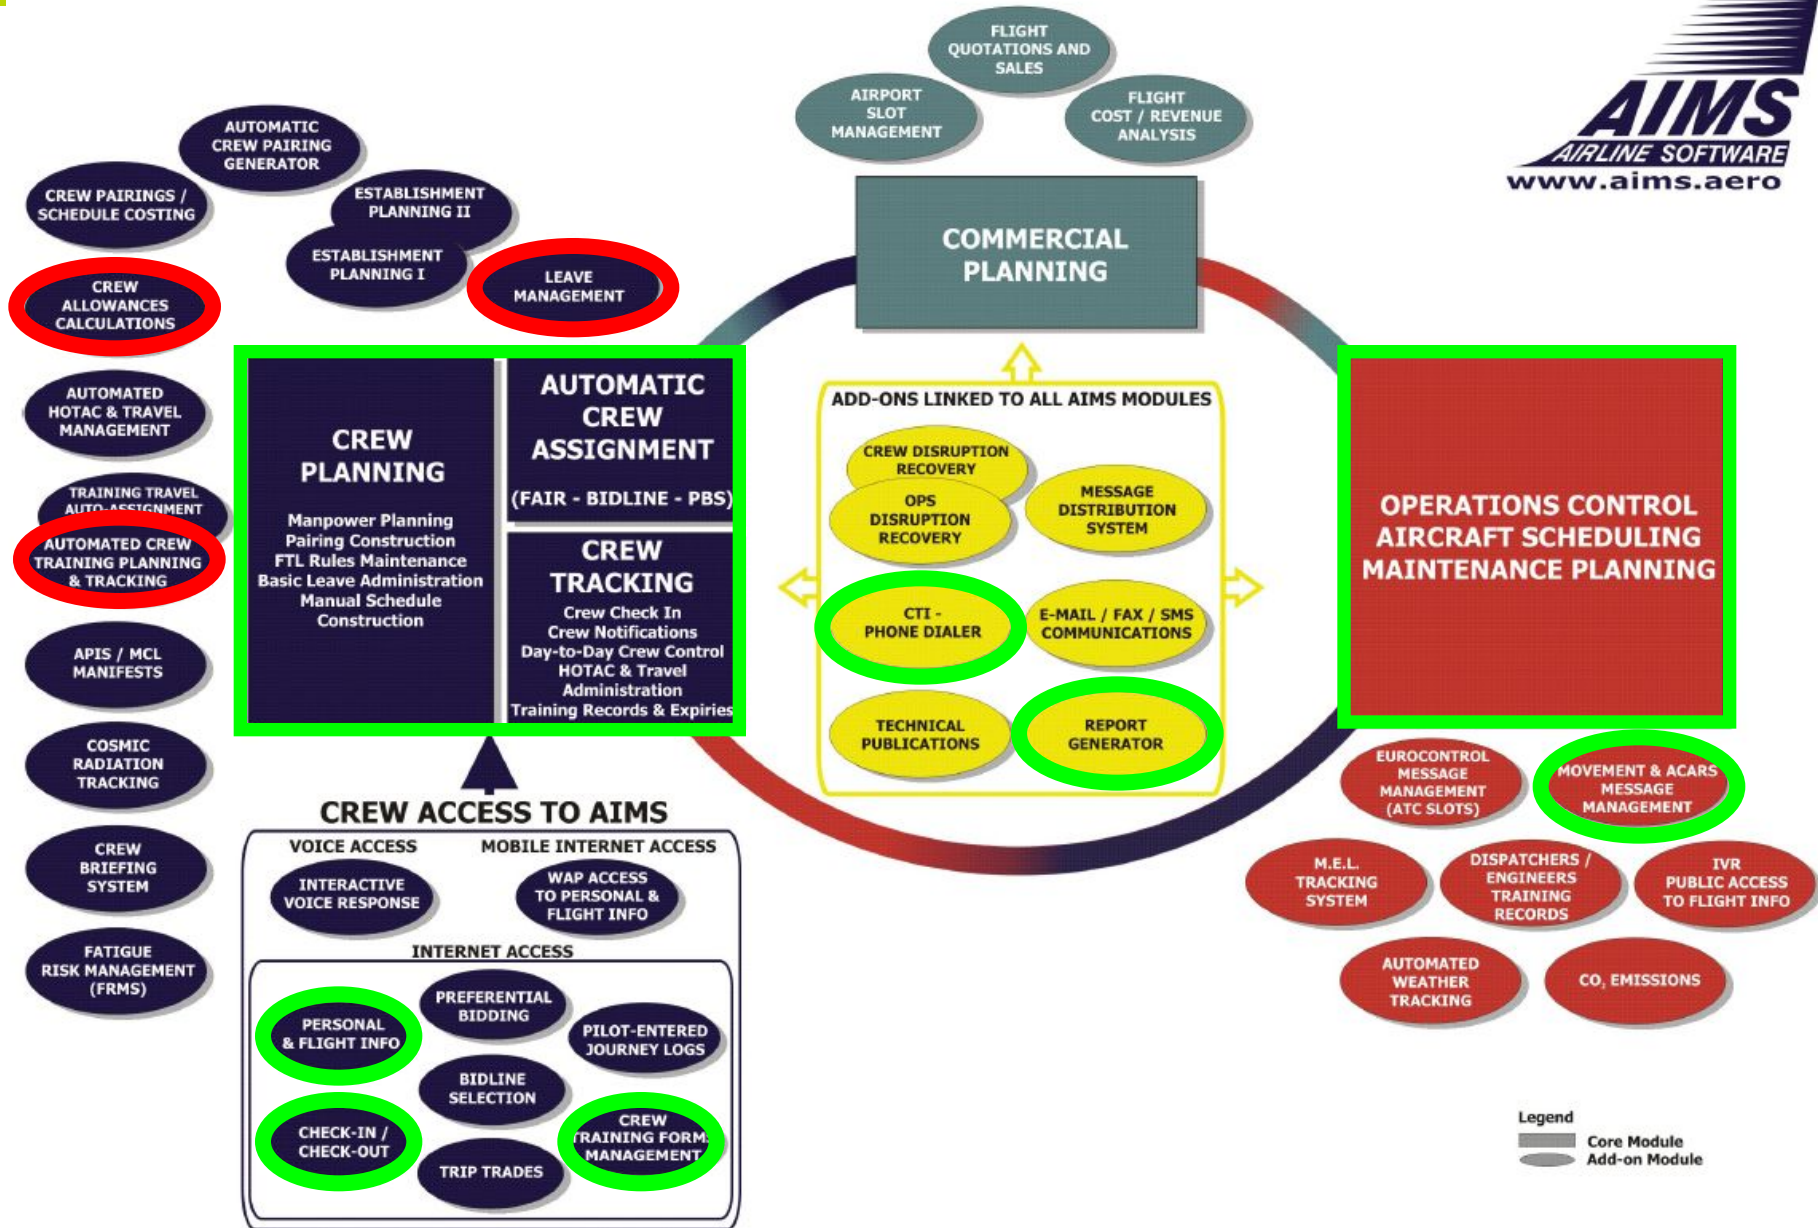 FLIGHT
QUOTATIONS AND
SALES
AIRPORT
SLOT
MANAGEMENT
FLIGHT
COST / REVENUE
ANALYSIS
AIMS
AIRLINE SOFTWARE
www.aims.aero
AUTOMATIC
CREW PAIRING
GENERATOR
CREW PAIRINGS /
SCHEDULE COSTING
ESTABLISHMENT
PLANNING II
ESTABLISHMENT
PLANNING I
LEAVE
MANAGEMENT
CREW
ALLOWANCES
CALCULATIONS
AUTOMATED
HOTAC & TRAVEL
MANAGEMENT
TRAINING TRAVEL
AUTO-ASSIGNMENT
AUTOMATED CREW
TRAINING PLANNING
& TRACKING
APIS / MCL
MANIFESTS
COSMIC
RADIATION
TRACKING
CREW
BRIEFING
SYSTEM
FATIGUE
RISK MANAGEMENT
(FRMS)
COMMERCIAL
PLANNING
CREW
PLANNING
Manpower Planning
Pairing Construction
FTL Rules Maintenance
Basic Leave Administration
Manual Schedule
Construction
AUTOMATIC
CREW
ASSIGNMENT
(FAIR - BIDLINE - PBS)
CREW
TRACKING
Crew Check In
Crew Notifications
Day-to-Day Crew Control
HOTAC & Travel
Administration
Training Records & Expiries
ADD-ONS LINKED TO ALL AIMS MODULES
CREW DISRUPTION
RECOVERY
OPS
DISRUPTION
RECOVERY
MESSAGE
DISTRIBUTION
SYSTEM
CTI -
PHONE DIALER
E-MAIL / FAX / SMS
COMMUNICATIONS
TECHNICAL
PUBLICATIONS
REPORT
GENERATOR
OPERATIONS CONTROL
AIRCRAFT SCHEDULING
MAINTENANCE PLANNING
EUROCONTROL
MESSAGE
MANAGEMENT
(ATC SLOTS)
MOVEMENT & ACARS
MESSAGE
MANAGEMENT
M.E.L.
TRACKING
SYSTEM
DISPATCHERS /
ENGINEERS
TRAINING
RECORDS
IVR
PUBLIC ACCESS
TO FLIGHT INFO
AUTOMATED
WEATHER
TRACKING
CO₂ EMISSIONS
CREW ACCESS TO AIMS
VOICE ACCESS
MOBILE INTERNET ACCESS
INTERACTIVE
VOICE RESPONSE
WAP ACCESS
TO PERSONAL &
FLIGHT INFO
INTERNET ACCESS
PERSONAL
& FLIGHT INFO
PREFERENTIAL
BIDDING
PILOT-ENTERED
JOURNEY LOGS
BIDLINE
SELECTION
CHECK-IN /
CHECK-OUT
TRIP TRADES
CREW
TRAINING FORMS
MANAGEMENT
Legend
Core Module
Add-on Module